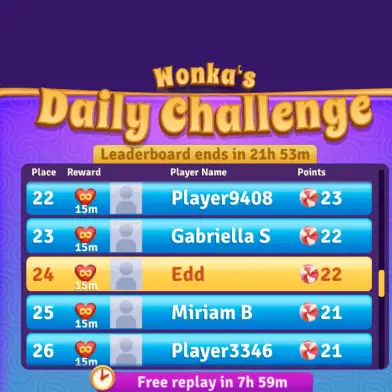 Wonka's
Daily Challenge
Leaderboard ends in 21h 53m
Place Reward Player Name Points
22 15m Player9408 23
23 15m Gabriella S 22
24 15m Edd 22
25 15m Miriam B 21
26 15m Player3346 21
Free replay in 7h 59m